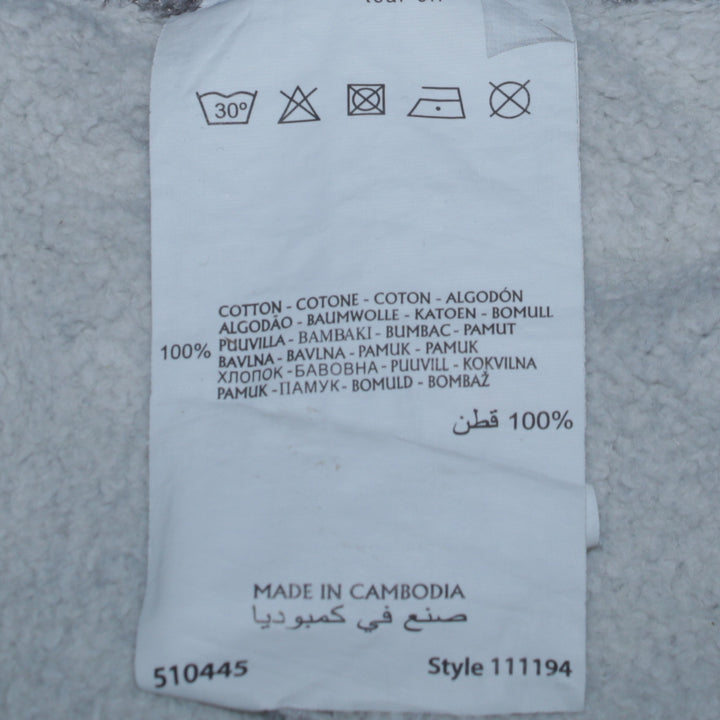 30°
COTTON - COTONE - COTON - ALGODÓN
ALGODÃO - BAUMWOLLE - KATOEN - BOMULL
PUUVILLA - BAMBAKI - BUMBAC - PAMUT
100% BAVLNA - BAVLNA - PAMUK - PAMUK
ХЛОПОК - БАВОВНА - PUUVILL - KOKVILNA
PAMUK - ПАМУК - BOMULD - BOMBAŽ
100% قطن
MADE IN CAMBODIA
صنع في كمبوديا
510445 Style 111194